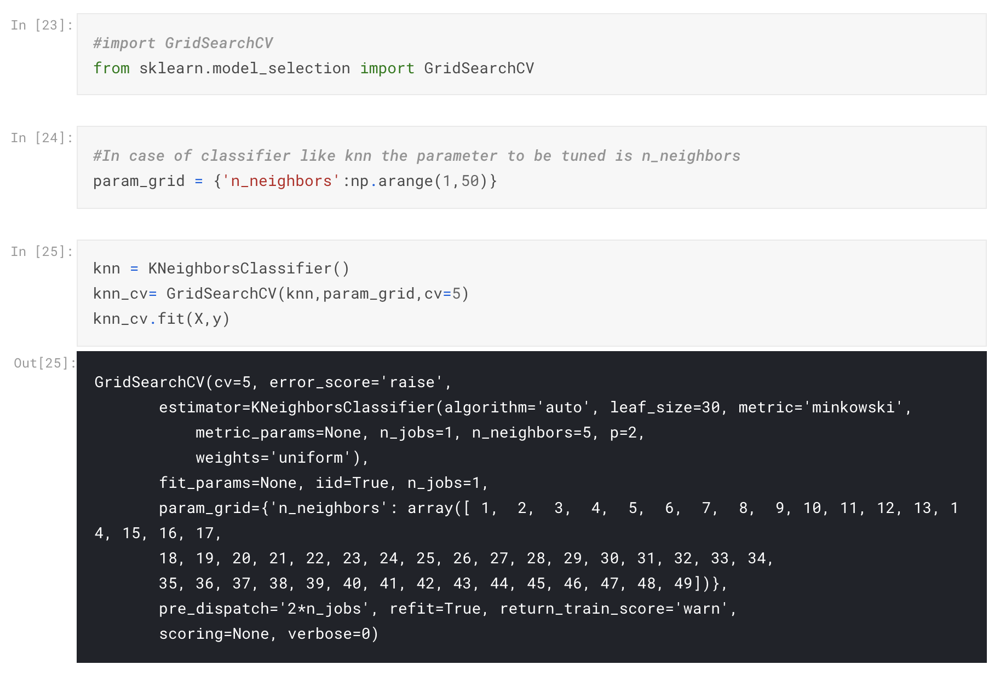 In [23]:
#import GridSearchCV
from sklearn.model_selection import GridSearchCV
In [24]:
#In case of classifier like knn the parameter to be tuned is n_neighbors
param_grid = {'n_neighbors':np.arange(1,50)}
In [25]:
knn = KNeighborsClassifier()
knn_cv= GridSearchCV(knn,param_grid,cv=5)
knn_cv.fit(X,y)
Out[25]:
GridSearchCV(cv=5, error_score='raise',
       estimator=KNeighborsClassifier(algorithm='auto', leaf_size=30, metric='minkowski',
           metric_params=None, n_jobs=1, n_neighbors=5, p=2,
           weights='uniform'),
       fit_params=None, iid=True, n_jobs=1,
       param_grid={'n_neighbors': array([ 1,  2,  3,  4,  5,  6,  7,  8,  9, 10, 11, 12, 13, 1
4, 15, 16, 17,
       18, 19, 20, 21, 22, 23, 24, 25, 26, 27, 28, 29, 30, 31, 32, 33, 34,
       35, 36, 37, 38, 39, 40, 41, 42, 43, 44, 45, 46, 47, 48, 49])},
       pre_dispatch='2*n_jobs', refit=True, return_train_score='warn',
       scoring=None, verbose=0)